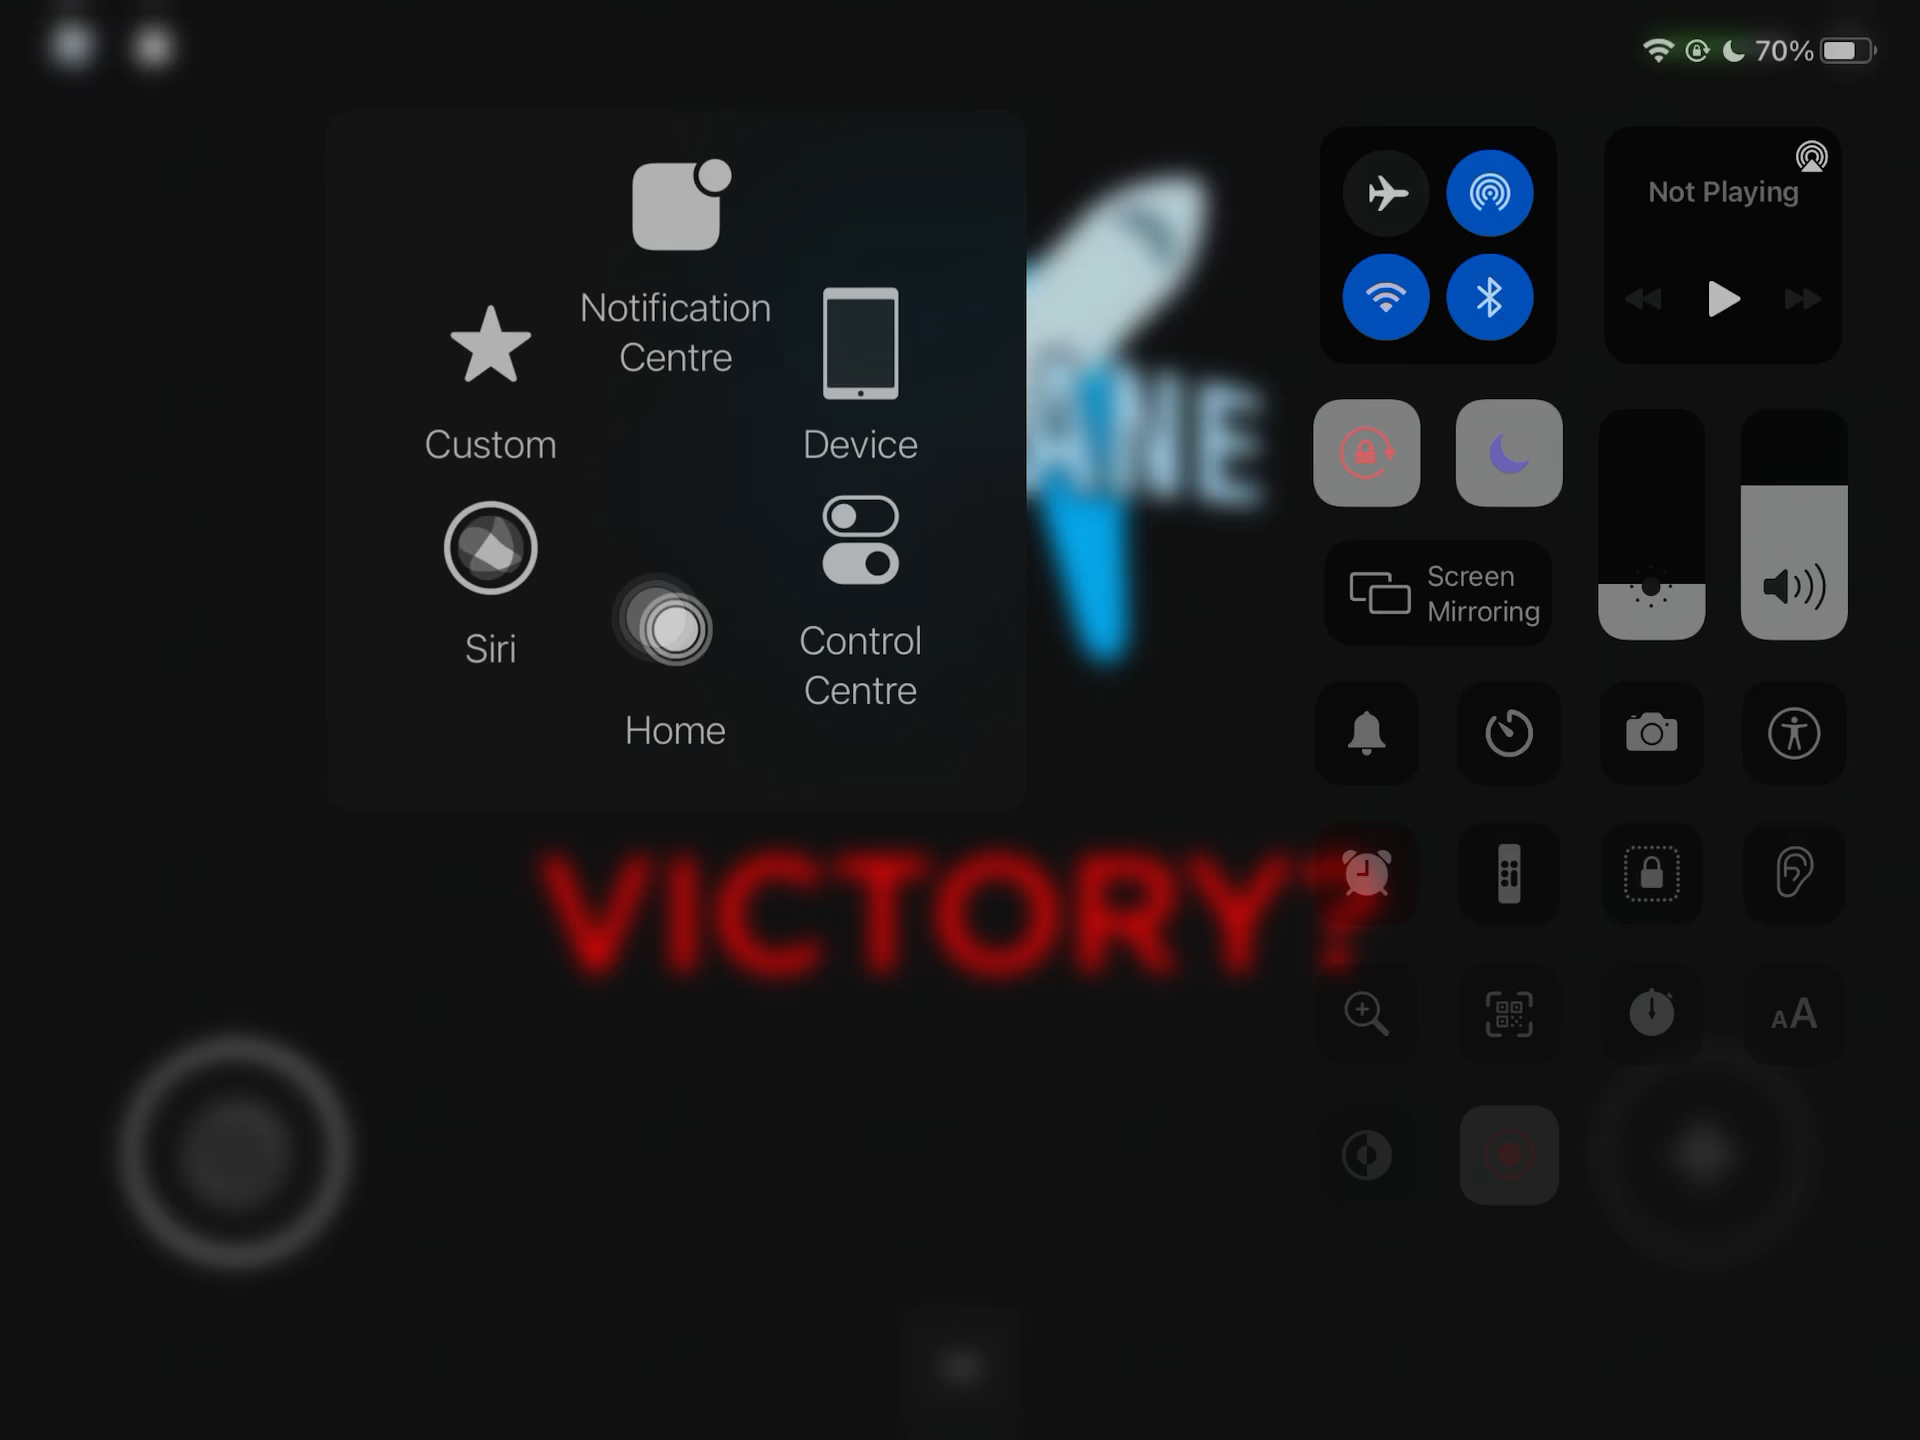 70%
Notification
Centre
Custom
Device
Siri
Control
Centre
Home
Not Playing
Screen
Mirroring
VICTORY?
AA